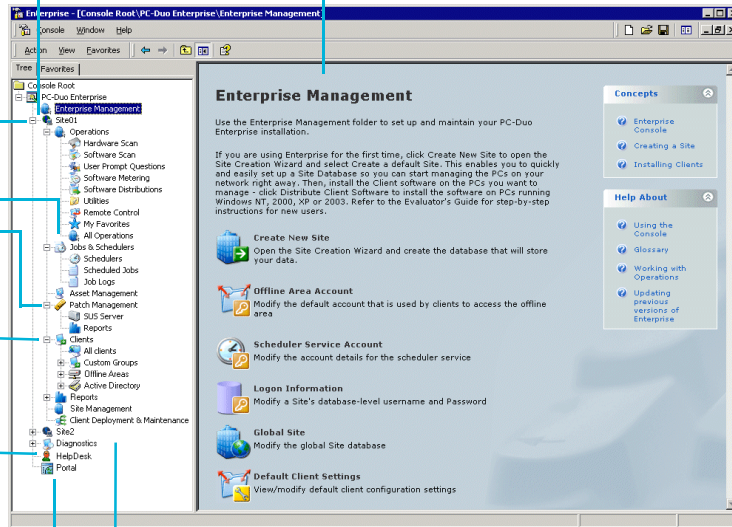 Enterprise - [Console Root\PC-Duo Enterprise\Enterprise Management]
Console Window Help
Action View Favorites
Tree Favorites
Console Root
PC-Duo Enterprise
Enterprise Management
Site01
Operations
Hardware Scan
Software Scan
User Prompt Questions
Software Metering
Software Distributions
Utilities
Remote Control
My Favorites
All Operations
Jobs & Schedulers
Schedulers
Scheduled Jobs
Job Logs
Asset Management
Patch Management
SUS Server
Reports
Clients
All clients
Custom Groups
Offline Areas
Active Directory
Reports
Site Management
Client Deployment & Maintenance
Site2
Diagnostics
HelpDesk
Portal
Enterprise Management
Use the Enterprise Management folder to set up and maintain your PC-Duo
Enterprise installation.
If you are using Enterprise for the first time, click Create New Site to open the
Site Creation Wizard and select Create a default Site. This enables you to quickly
and easily set up a Site Database so you can start managing the PCs on your
network right away. Then, install the Client software on the PCs you want to
manage - click Distribute Client Software to install the software on PCs running
Windows NT, 2000, XP or 2003. Refer to the Evaluator's Guide for step-by-step
instructions for new users.
Create New Site
Open the Site Creation Wizard and create the database that will store
your data.
Offline Area Account
Modify the default account that is used by clients to access the offline
area
Scheduler Service Account
Modify the account details for the scheduler service
Logon Information
Modify a Site's database-level username and Password
Global Site
Modify the global Site database
Default Client Settings
View/modify default client configuration settings
Concepts
Enterprise
Console
Creating a Site
Installing Clients
Help About
Using the
Console
Glossary
Working with
Operations
Updating
previous
versions of
Enterprise